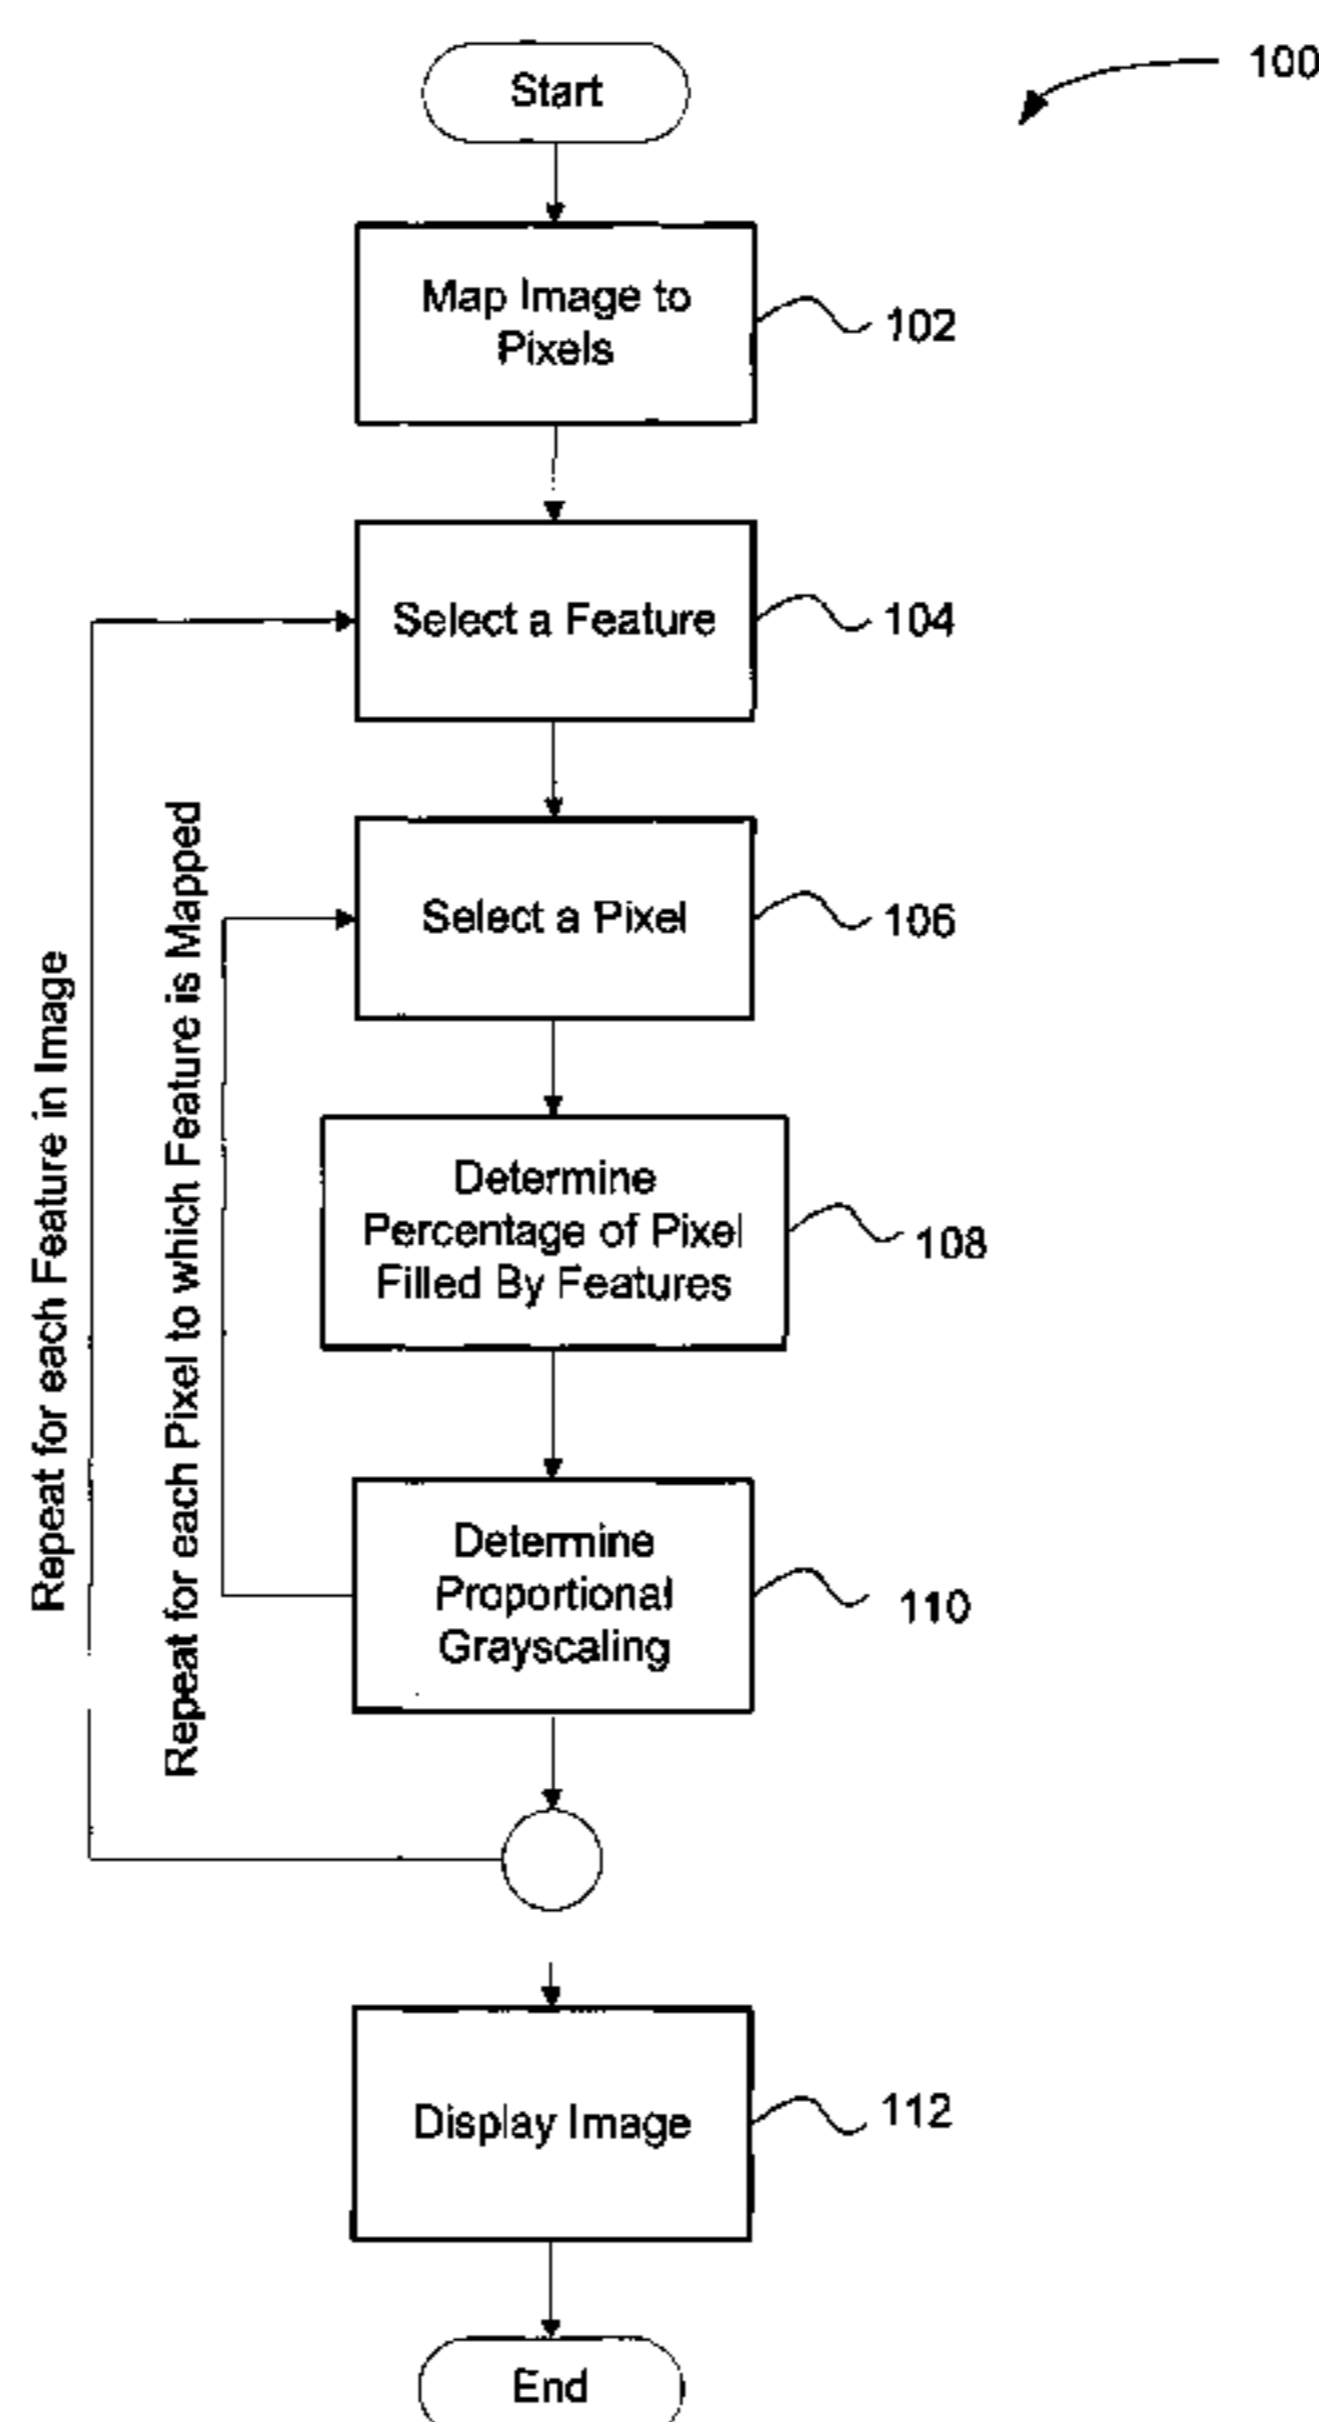 Start
100
Map Image to
Pixels
102
Select a Feature
104
Select a Pixel
106
Determine
Percentage of Pixel
Filled By Features
108
Determine
Proportional
Grayscaling
110
Repeat for each Feature in Image
Repeat for each Pixel to which Feature is Mapped
Display Image
112
End